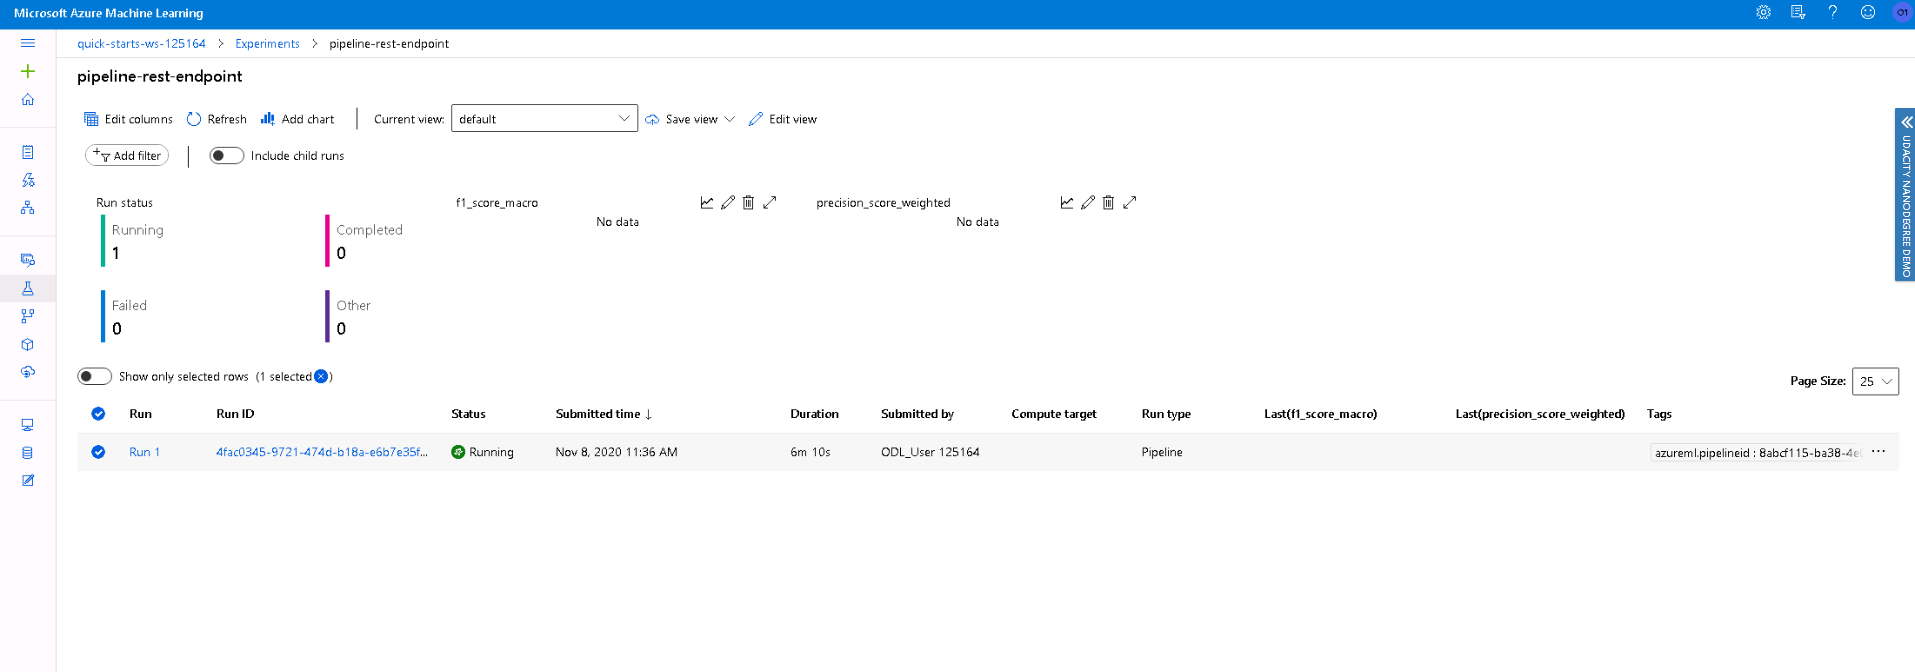 Microsoft Azure Machine Learning
01
quick-starts-ws-125164 > Experiments > pipeline-rest-endpoint
pipeline-rest-endpoint
Edit columns Refresh Add chart Current view: default Save view Edit view
Add filter Include child runs
Run status f1_score_macro precision_score_weighted
No data No data
Running Completed
1 0
Failed Other
0 0
Show only selected rows (1 selected )
Page Size: 25
Run Run ID Status Submitted time ↓ Duration Submitted by Compute target Run type Last(f1_score_macro) Last(precision_score_weighted) Tags
Run 1 4fac0345-9721-474d-b18a-e6b7e35f... Running Nov 8, 2020 11:36 AM 6m 10s ODL_User 125164 Pipeline azureml.pipelineid : 8abcf115-ba38-4e ...
UDACITY NANODEGREE DEMO